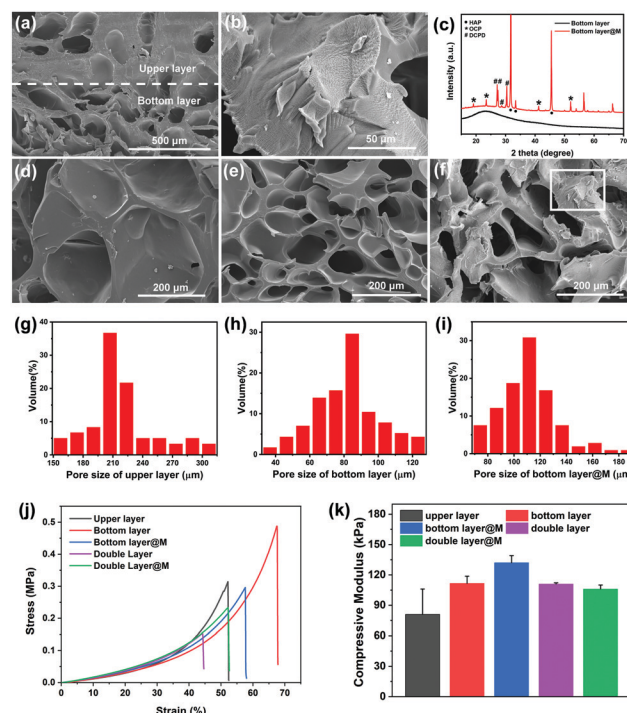 (a)
Upper layer
Bottom layer
500 μm
(b)
50 μm
(c)
• HAP
* OCP
# DCPD
Bottom layer
Bottom layer@M
Intensity (a.u.)
* * ## # # * *
20 30 40 50 60 70
2 theta (degree)
(d)
200 μm
(e)
200 μm
(f)
200 μm
(g)
Volume(%)
40
30
20
10
0
150 180 210 240 270 300
Pore size of upper layer (μm)
(h)
Volume(%)
30
20
10
0
40 60 80 100 120
Pore size of bottom layer (μm)
(i)
Volume(%)
40
30
20
10
0
80 100 120 140 160 180
Pore size of bottom layer@M (μm)
(j)
Upper layer
Bottom layer
Bottom layer@M
Double Layer
Double Layer@M
Stress (MPa)
0.5
0.4
0.3
0.2
0.1
0.0
0 10 20 30 40 50 60 70
Strain (%)
(k)
upper layer
bottom layer
bottom layer@M
double layer
double layer@M
Compressive Modulus (kPa)
180
150
120
90
60
30
0